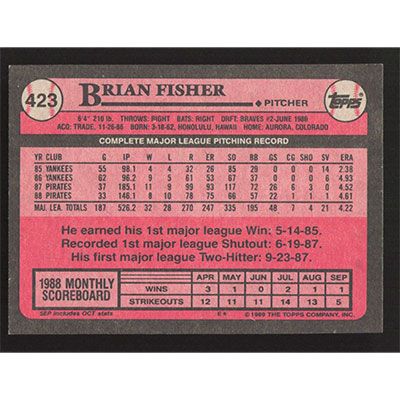 423
BRIAN FISHER
PITCHER
TOPPS
6'4" 210 lb. THROWS: RIGHT BATS: RIGHT DRFT: BRAVES #2-JUNE 1980
ACQ: TRADE, 11-26-86 BORN: 3-18-62, HONOLULU, HAWAII HOME: AURORA, COLORADO
COMPLETE MAJOR LEAGUE PITCHING RECORD
YR CLUB G IP W L R ER SO BB GS CG SHO SV ERA
85 YANKEES 55 98.1 4 4 32 26 85 29 0 0 0 14 2.38
86 YANKEES 62 96.2 9 5 61 53 67 37 0 0 0 6 4.93
87 PIRATES 37 185.1 11 9 99 93 117 72 26 6 3 0 4.52
88 PIRATES 33 146.1 8 10 78 75 66 57 22 1 1 1 4.61
MAJ. LEA. TOTALS 187 526.2 32 28 270 247 335 195 48 7 4 21 4.22
He earned his 1st major league Win: 5-14-85.
Recorded 1st major league Shutout: 6-19-87.
His first major league Two-Hitter: 9-23-87.
1988 MONTHLY SCOREBOARD
APR MAY JUN JUL AUG SEP
WINS 3 1 0 1 2 1
STRIKEOUTS 12 11 11 14 13 5
SEP includes OCT stats
E* © 1989 THE TOPPS COMPANY, INC.